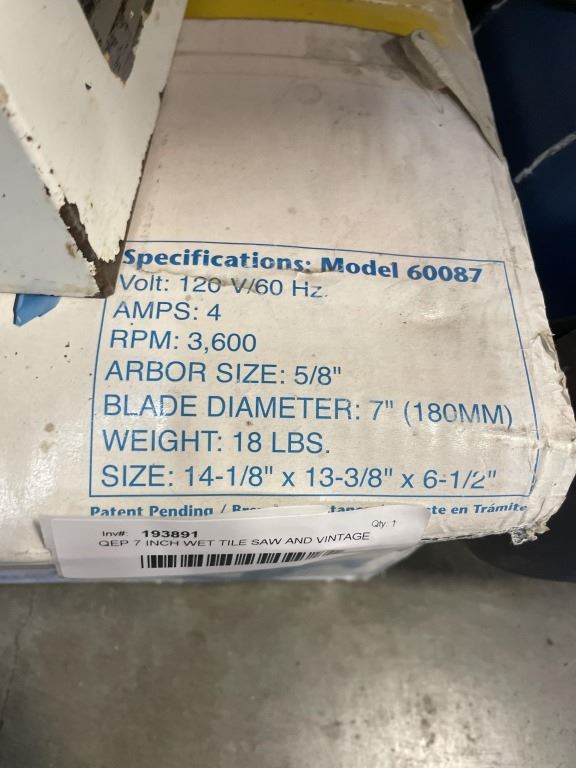 Specifications: Model 60087
Volt: 120 V/60 Hz.
AMPS: 4
RPM: 3,600
ARBOR SIZE: 5/8"
BLADE DIAMETER: 7" (180MM)
WEIGHT: 18 LBS.
SIZE: 14-1/8" x 13-3/8" x 6-1/2"
Patent Pending / en Trámite
Inv#: 193891 Qty: 1
QEP 7 INCH WET TILE SAW AND VINTAGE